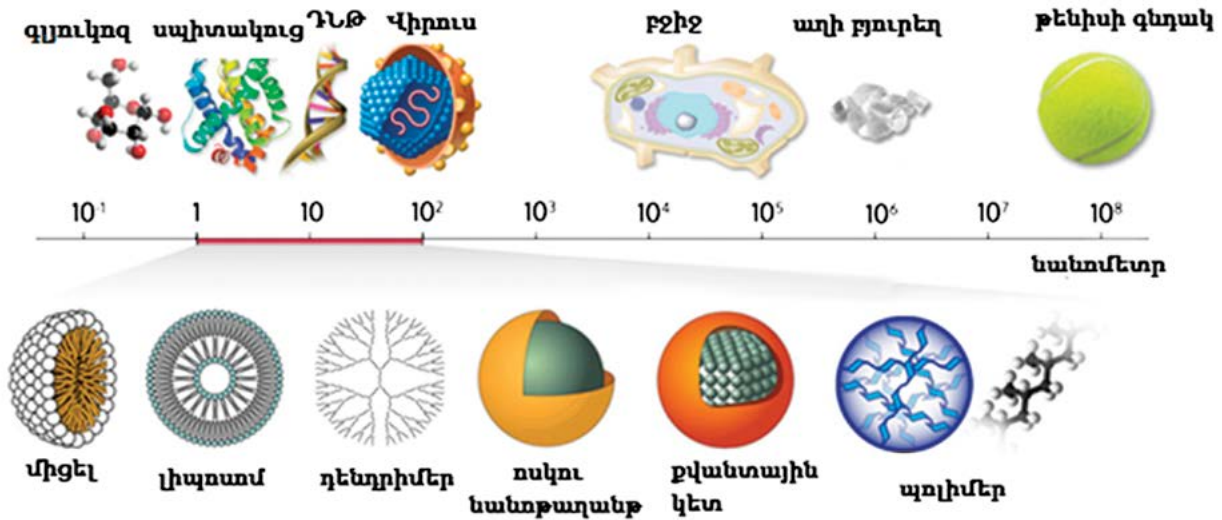 գլյուկոզ սպիտակուց ԴՆԹ Վիրուս ԲՋԻՋ աղի բյուրեղ թենիսի գնդակ
10⁻¹ 1 10 10² 10³ 10⁴ 10⁵ 10⁶ 10⁷ 10⁸
նանոմետր
միցել լիպոսոմ դենդրիմեր ոսկու քվանտային պոլիմեր
նանոթաղանթ կետ